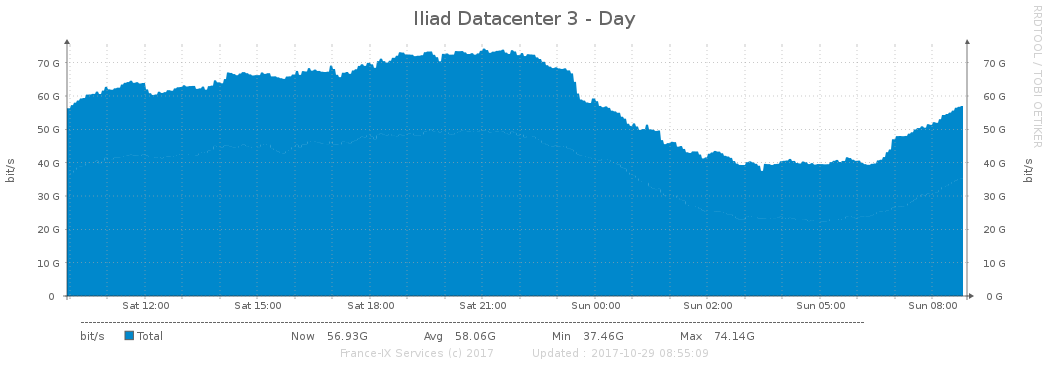 Iliad Datacenter 3 - Day
RRDTOOL / TOBI OETIKER
bit/s
70 G
60 G
50 G
40 G
30 G
20 G
10 G
0
70 G
60 G
50 G
40 G
30 G
20 G
10 G
0 G
bit/s
Sat 12:00 Sat 15:00 Sat 18:00 Sat 21:00 Sun 00:00 Sun 02:00 Sun 05:00 Sun 08:00
bit/s Total Now 56.93G Avg 58.06G Min 37.46G Max 74.14G
France-IX Services (c) 2017 Updated : 2017-10-29 08:55:09